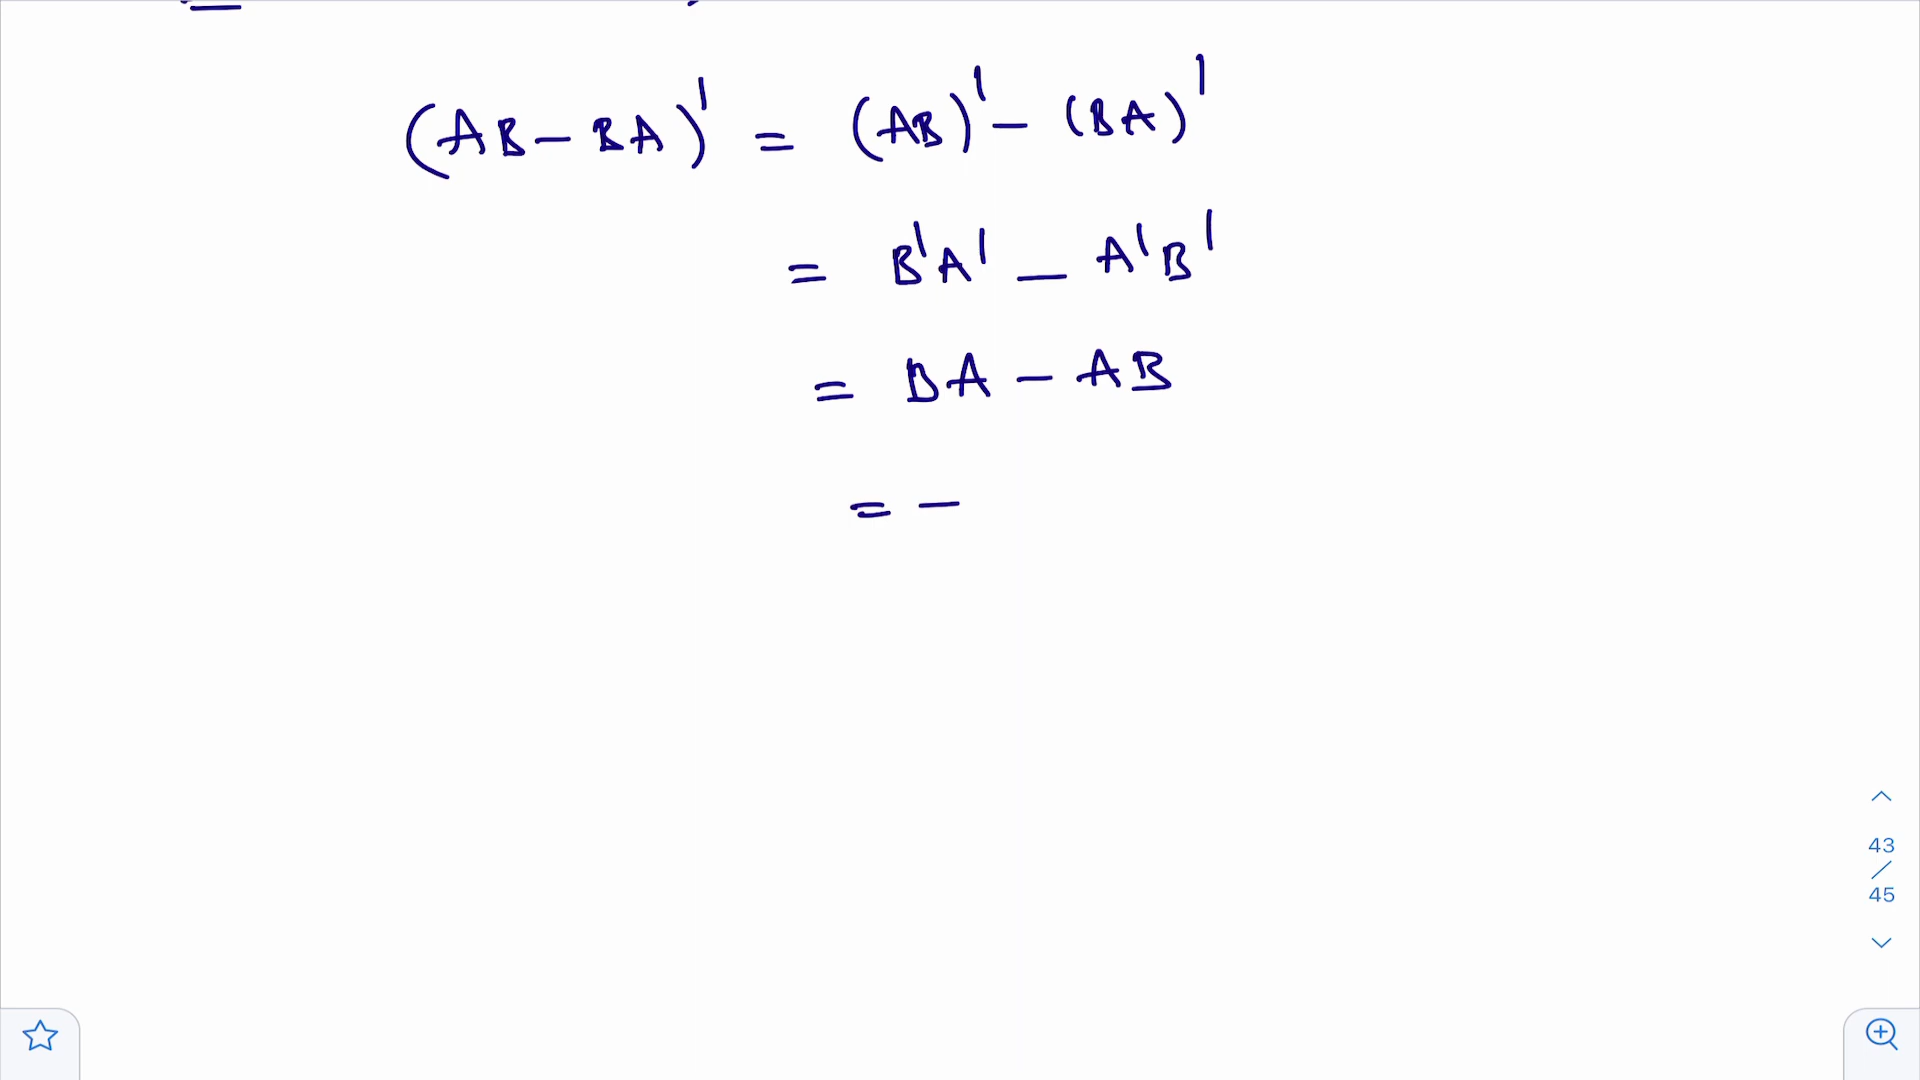 (AB - BA)' = (AB)' - (BA)'
= B'A' - A'B'
= BA - AB
= -
43
/
45